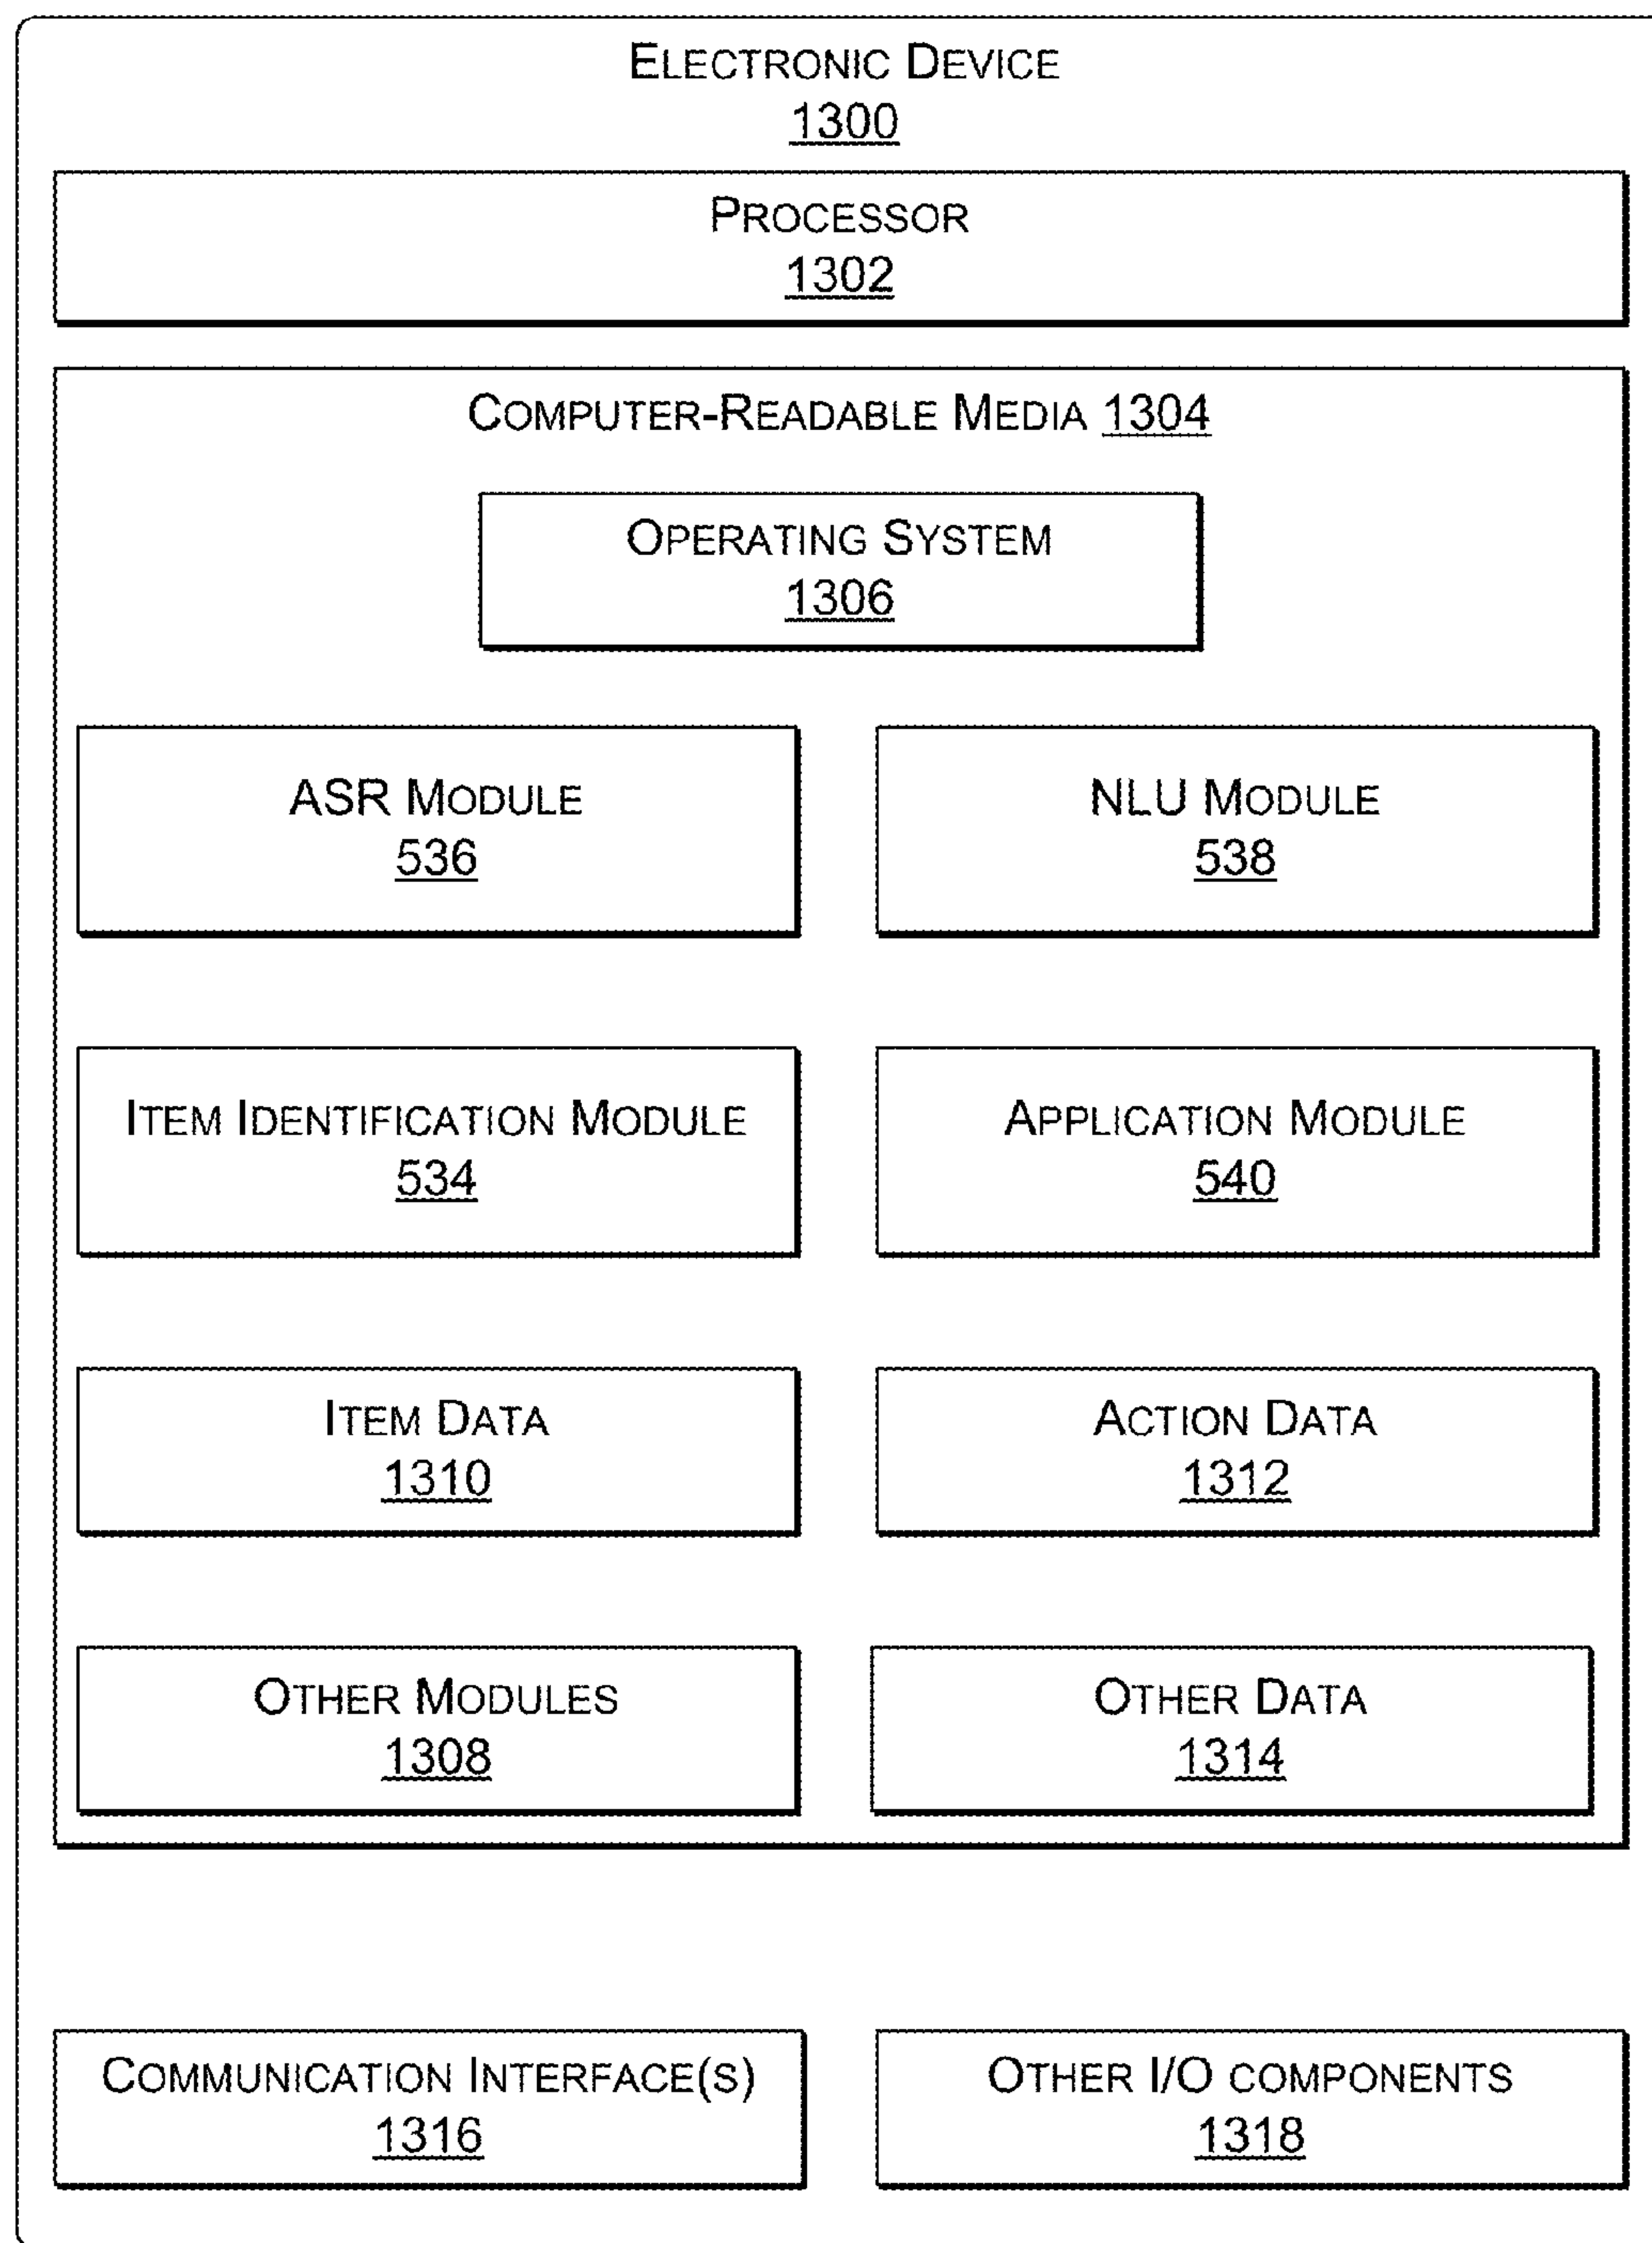 ELECTRONIC DEVICE
1300
PROCESSOR
1302
COMPUTER-READABLE MEDIA 1304
OPERATING SYSTEM
1306
ASR MODULE
536
NLU MODULE
538
ITEM IDENTIFICATION MODULE
534
APPLICATION MODULE
540
ITEM DATA
1310
ACTION DATA
1312
OTHER MODULES
1308
OTHER DATA
1314
COMMUNICATION INTERFACE(S)
1316
OTHER I/O COMPONENTS
1318